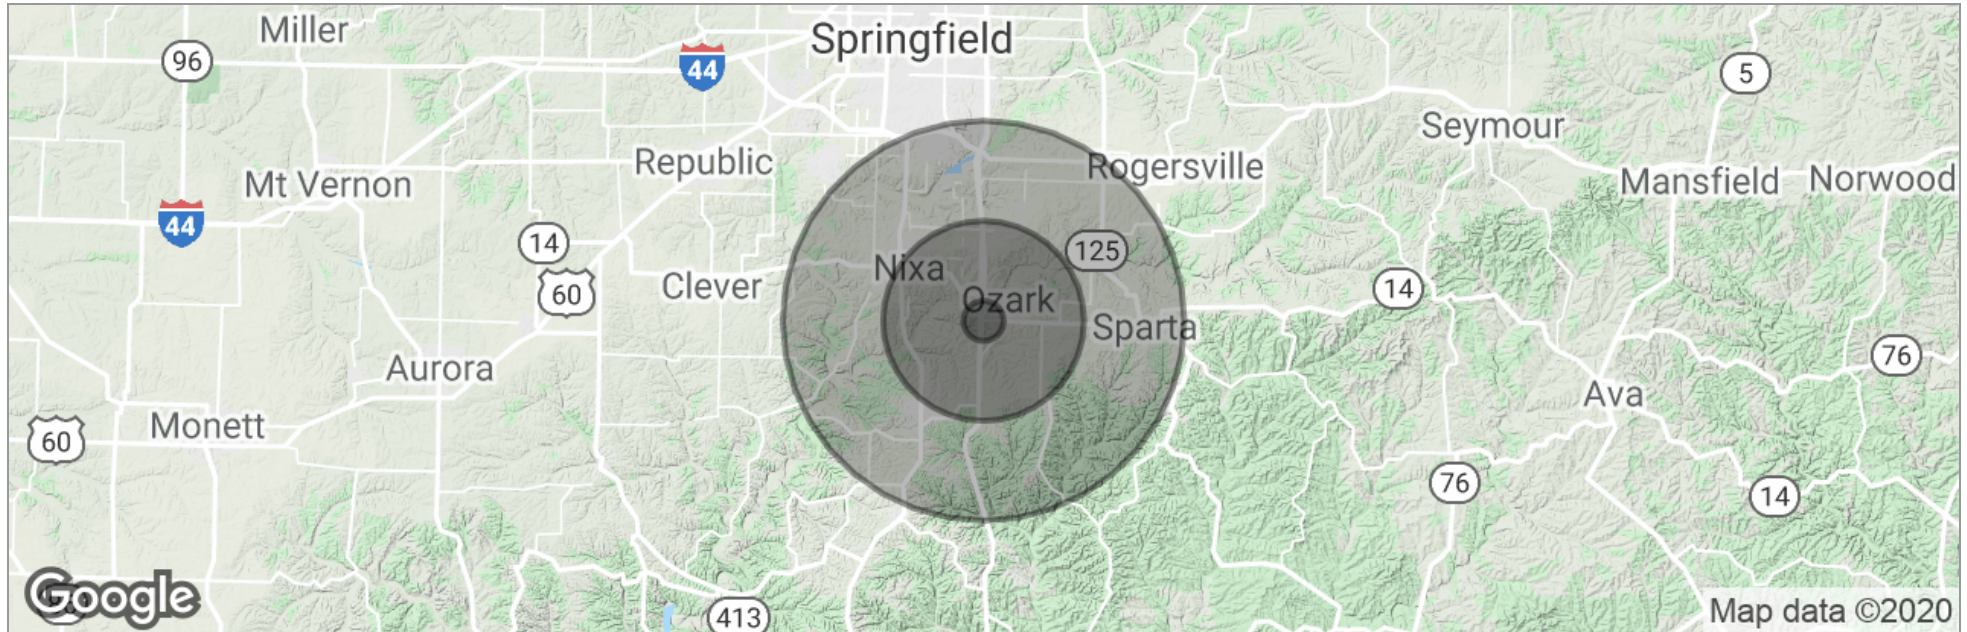 Miller
Springfield
96
44
5
Seymour
Republic
Rogersville
Mt Vernon
Mansfield
Norwood
44
14
125
Nixa
Clever
60
14
Ozark
Sparta
76
Aurora
Ava
Monett
60
76
14
Google
413
Map data ©2020